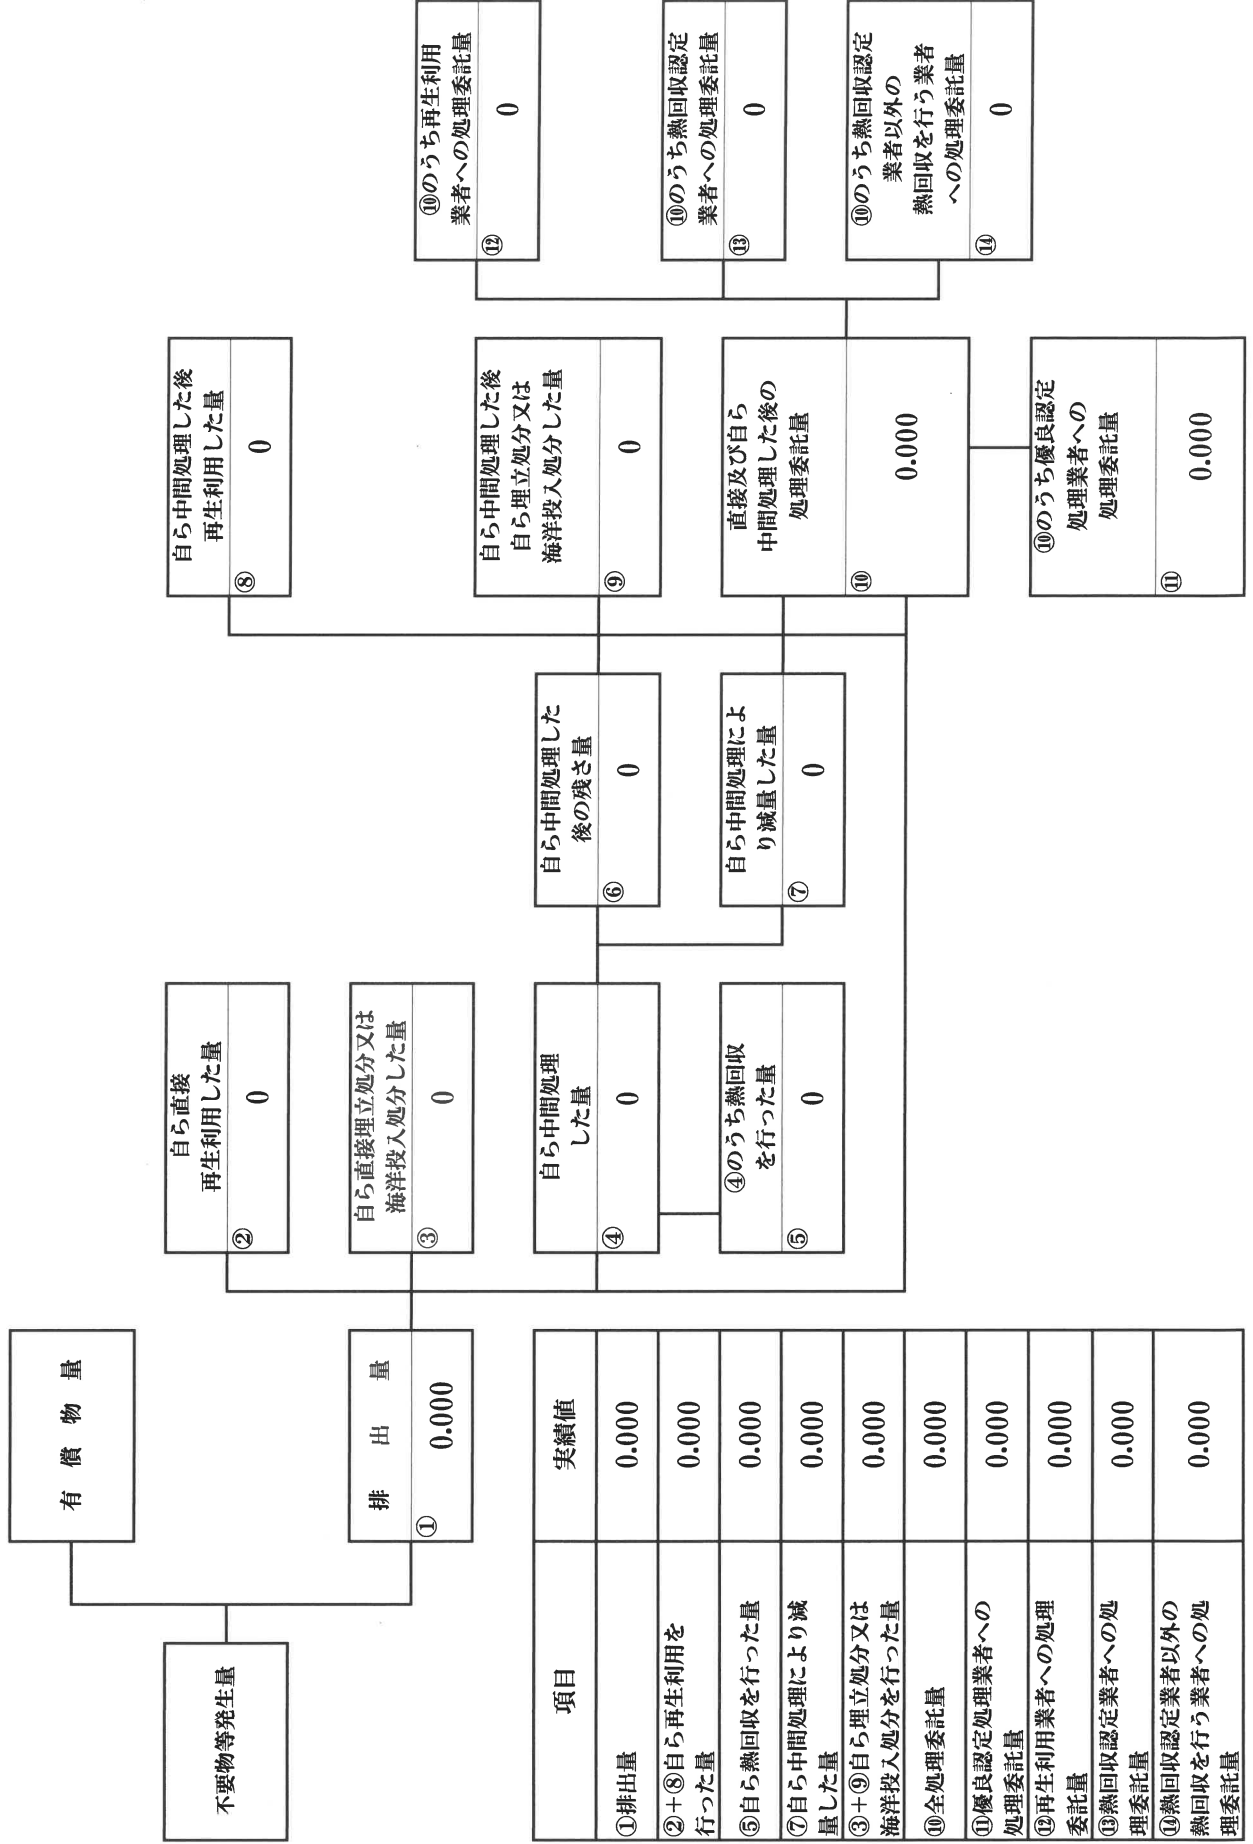 不要物等発生量
有償物量
排出量
①
0.000
自ら直接
再生利用した量
②
0
自ら直接埋立処分又は
海洋投入処分した量
③
0
自ら中間処理
した量
④
0
④のうち熱回収
を行った量
⑤
0
自ら中間処理した
後の残さ量
⑥
0
自ら中間処理によ
り減量した量
⑦
0
自ら中間処理した後
再生利用した量
⑧
0
自ら中間処理した後
自ら埋立処分又は
海洋投入処分した量
⑨
0
直接及び自ら
中間処理した後の
処理委託量
⑩
0.000
⑩のうち優良認定
処理業者への
処理委託量
⑪
0.000
⑩のうち再生利用
業者への処理委託量
⑫
0
⑩のうち熱回収認定
業者への処理委託量
⑬
0
⑩のうち熱回収認定
業者以外の
熱回収を行う業者
への処理委託量
⑭
0
項目 実績値
①排出量 0.000
②+⑧自ら再生利用を
行った量 0.000
⑤自ら熱回収を行った量 0.000
⑦自ら中間処理により減
量した量 0.000
③+⑨自ら埋立処分又は
海洋投入処分を行った量 0.000
⑩全処理委託量 0.000
⑪優良認定処理業者への
処理委託量 0.000
⑫再生利用業者への処理
委託量 0.000
⑬熱回収認定業者への処
理委託量 0.000
⑭熱回収認定業者以外の
熱回収を行う業者への処
理委託量 0.000